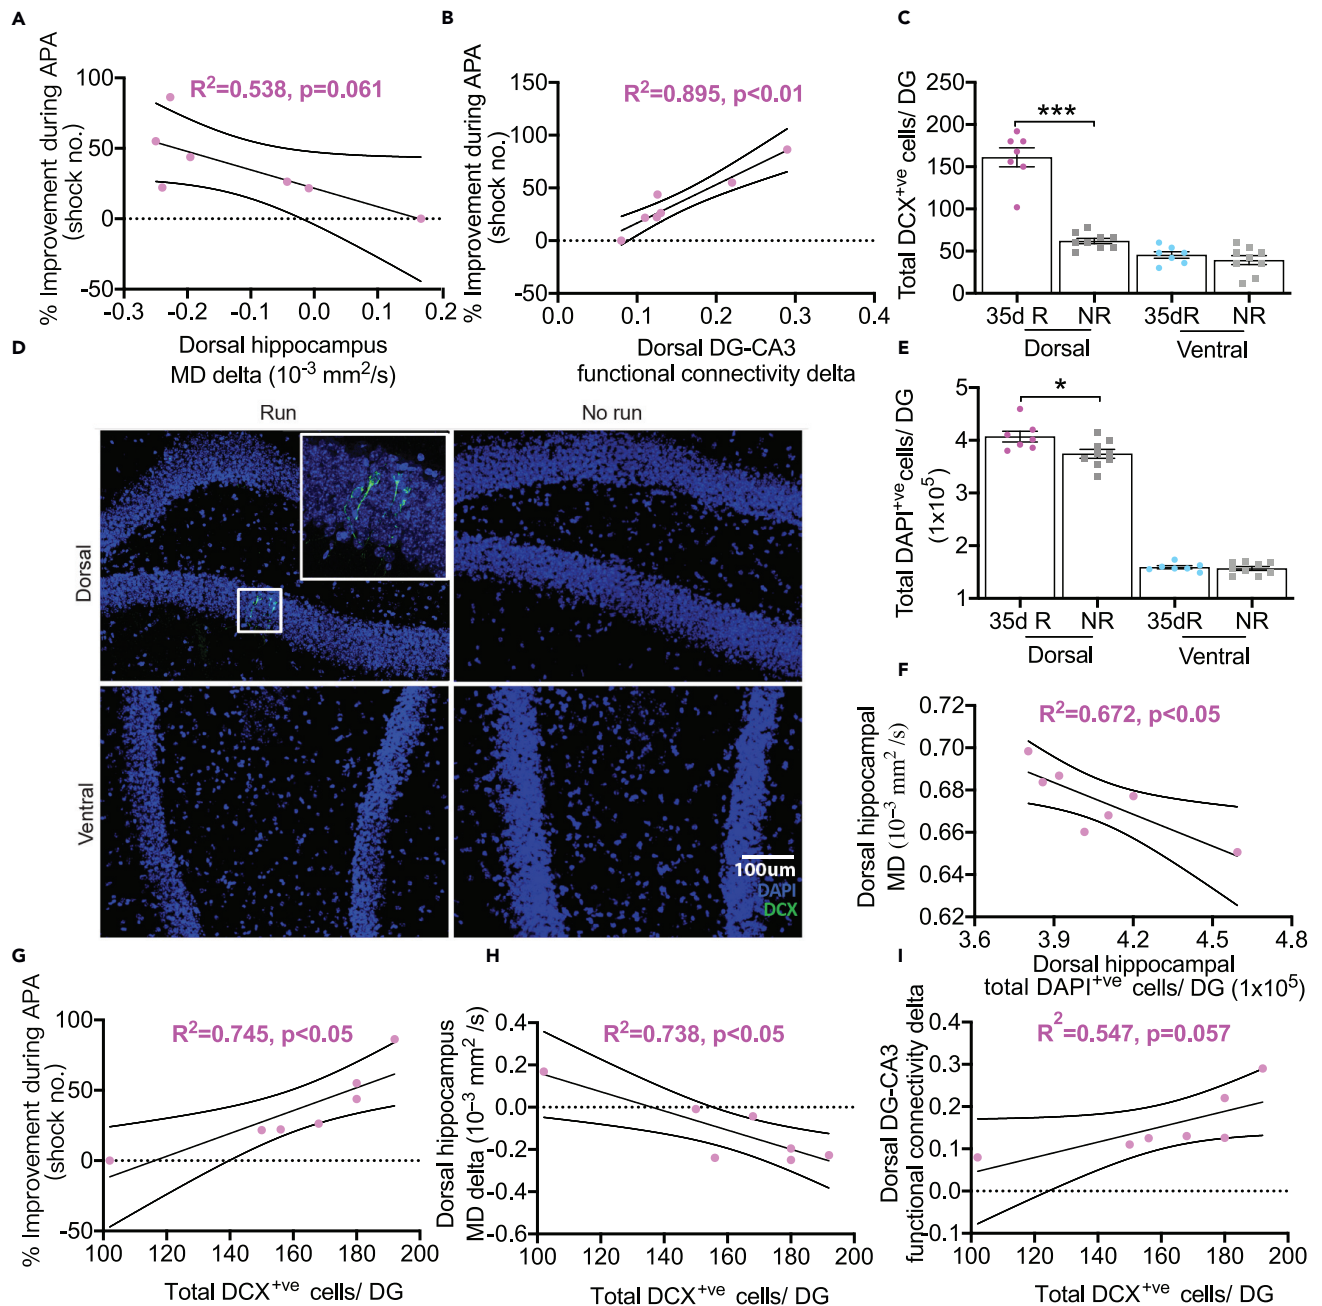 A
% Improvement during APA
(shock no.)
R²=0.538, p=0.061
100
50
0
-50
-0.3 -0.2 -0.1 0.0 0.1 0.2
Dorsal hippocampus
MD delta (10⁻³ mm²/s)
B
% Improvement during APA
(shock no.)
R²=0.895, p<0.01
150
100
50
0
-50
0.0 0.1 0.2 0.3 0.4
Dorsal DG-CA3
functional connectivity delta
C
Total DCX⁺ᵛᵉ cells/ DG
250
200
150
100
50
0
***
35d R NR 35dR NR
Dorsal Ventral
D
Run No run
Dorsal
Ventral
100um
DAPI
DCX
E
Total DAPI⁺ᵛᵉ cells/ DG
(1x10⁵)
5
4
3
2
1
*
35d R NR 35dR NR
Dorsal Ventral
F
Dorsal hippocampal
MD (10⁻³ mm² /s)
R²=0.672, p<0.05
0.72
0.70
0.68
0.66
0.64
0.62
3.6 3.9 4.2 4.5 4.8
Dorsal hippocampal
total DAPI⁺ᵛᵉ cells/ DG (1x10⁵)
G
% Improvement during APA
(shock no.)
R²=0.745, p<0.05
100
50
0
-50
100 120 140 160 180 200
Total DCX⁺ᵛᵉ cells/ DG
H
Dorsal hippocampus
MD delta (10⁻³ mm² /s)
R²=0.738, p<0.05
0.4
0.2
0.0
-0.2
-0.4
-0.6
100 120 140 160 180 200
Total DCX⁺ᵛᵉ cells/ DG
I
Dorsal DG-CA3
functional connectivity delta
R²=0.547, p=0.057
0.4
0.3
0.2
0.1
0.0
-0.1
100 120 140 160 180 200
Total DCX⁺ᵛᵉ cells/ DG